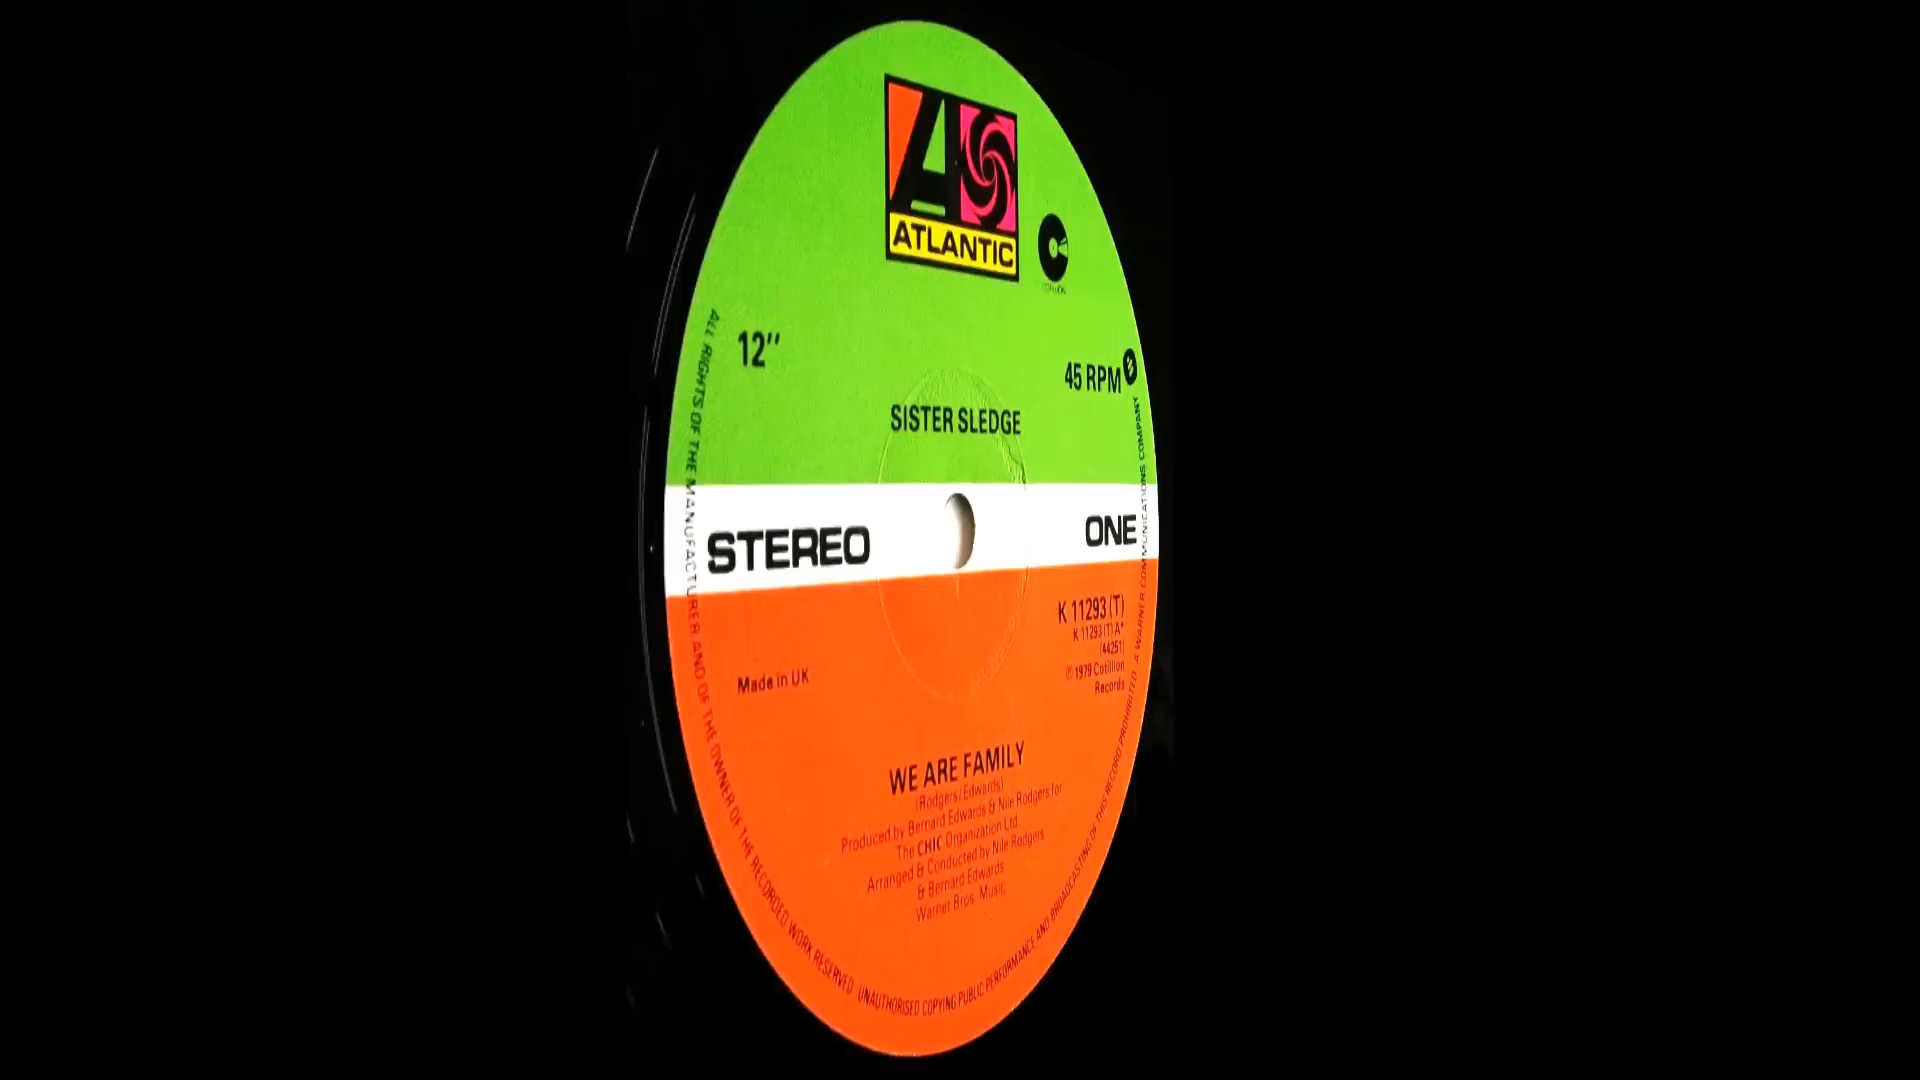 ATLANTIC
12"
45 RPM
SISTER SLEDGE
STEREO
ONE
K 11293 (T)
K 11293 (T) A*
(44251)
℗ 1979 Cotillion
Records
Made in UK
WE ARE FAMILY
(Rodgers/Edwards)
Produced by Bernard Edwards & Nile Rodgers for
The CHIC Organization Ltd.
Arranged & Conducted by Nile Rodgers
& Bernard Edwards
Warner Bros. Music
ALL RIGHTS OF THE MANUFACTURER AND OF THE OWNER OF THE RECORDED WORK RESERVED. UNAUTHORISED COPYING PUBLIC PERFORMANCE AND BROADCASTING OF THIS RECORD PROHIBITED. A WARNER COMMUNICATIONS COMPANY